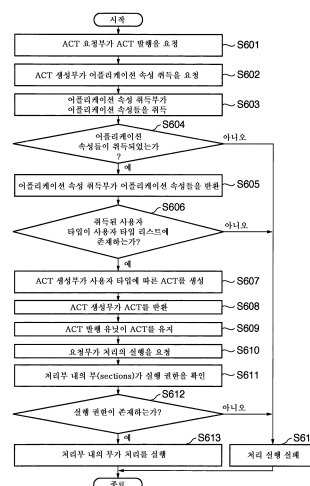 시작
ACT 요청부가 ACT 발행을 요청
S601
ACT 생성부가 어플리케이션 속성 취득을 요청
S602
어플리케이션 속성 취득부가
어플리케이션 속성들을 취득
S603
S604
어플리케이션
속성들이 취득되었는가
?
아니오
예
어플리케이션 속성 취득부가 어플리케이션 속성들을 반환
S605
S606
취득된 사용자
타입이 사용자 타입 리스트에
존재하는가?
아니오
예
ACT 생성부가 사용자 타입에 따른 ACT를 생성
S607
ACT 생성부가 ACT를 반환
S608
ACT 발행 유닛이 ACT를 유지
S609
요청부가 처리의 실행을 요청
S610
처리부 내의 부(sections)가 실행 권한을 확인
S611
S612
실행 권한이 존재하는가?
아니오
예
S613
처리부 내의 부가 처리를 실행
S61
처리 실행 실패
종료